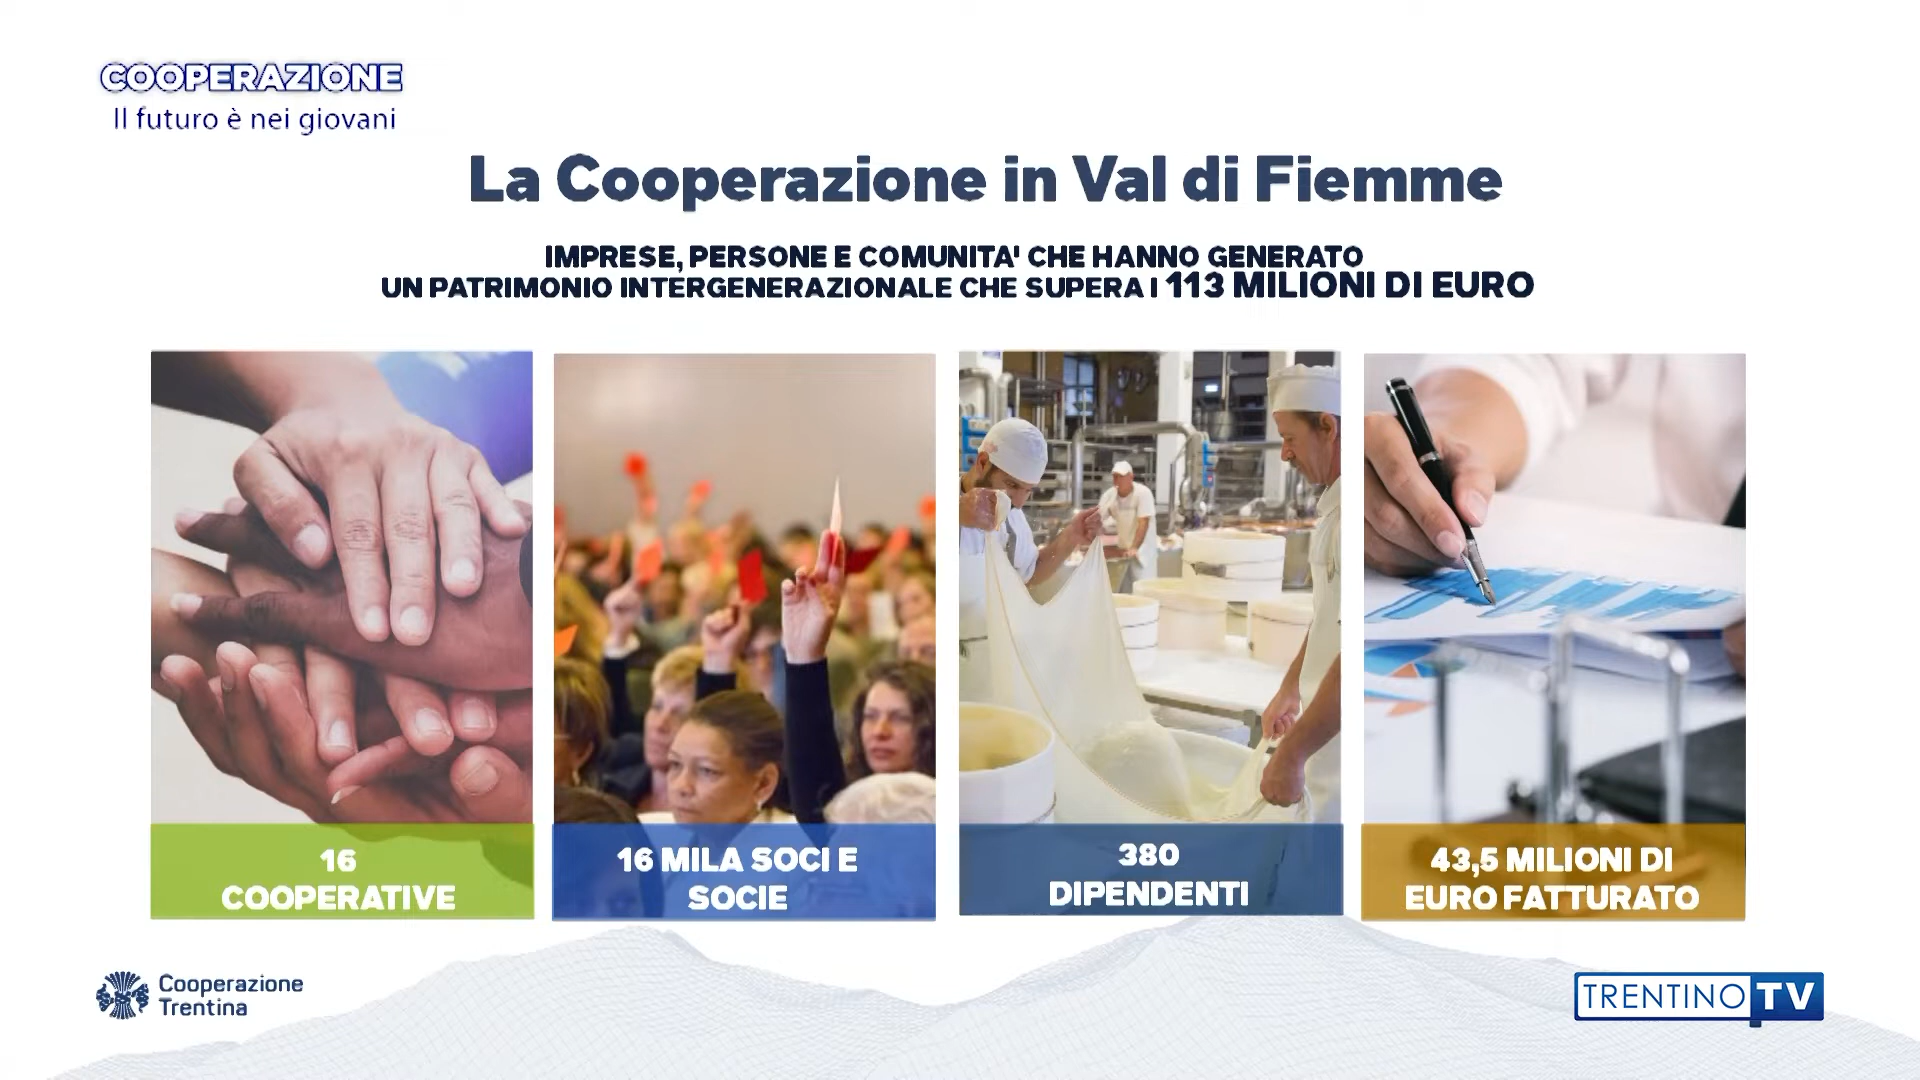 COOPERAZIONE
Il futuro è nei giovani
La Cooperazione in Val di Fiemme
IMPRESE, PERSONE E COMUNITA' CHE HANNO GENERATO
UN PATRIMONIO INTERGENERAZIONALE CHE SUPERA I 113 MILIONI DI EURO
16
COOPERATIVE
16 MILA SOCI E
SOCIE
380
DIPENDENTI
43,5 MILIONI DI
EURO FATTURATO
Cooperazione
Trentina
TRENTINO TV